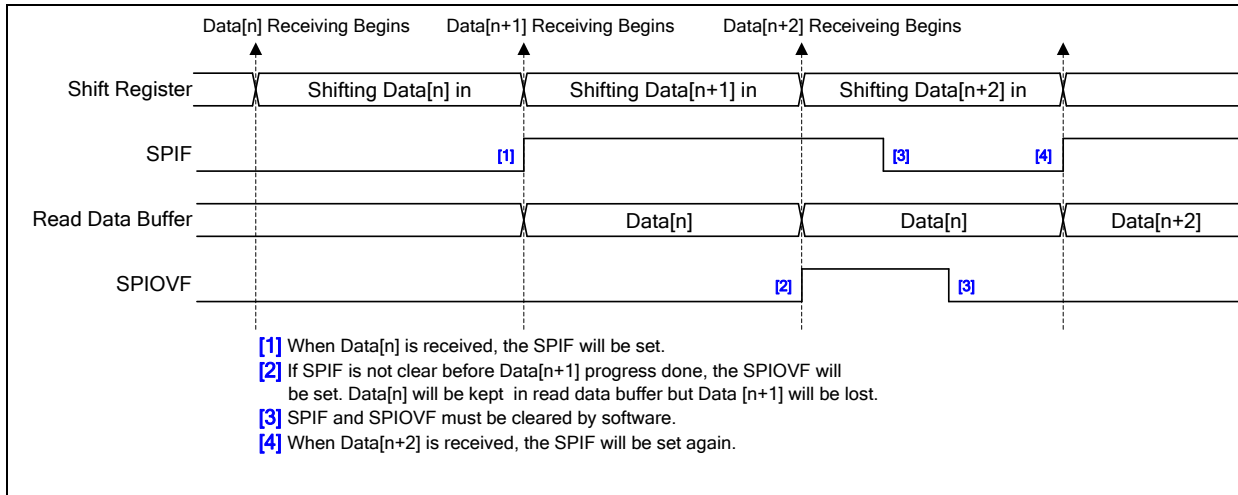 Data[n] Receiving Begins Data[n+1] Receiving Begins Data[n+2] Receiveing Begins
Shift Register Shifting Data[n] in Shifting Data[n+1] in Shifting Data[n+2] in
SPIF [1] [3] [4]
Read Data Buffer Data[n] Data[n] Data[n+2]
SPIOVF [2] [3]
[1] When Data[n] is received, the SPIF will be set.
[2] If SPIF is not clear before Data[n+1] progress done, the SPIOVF will
be set. Data[n] will be kept in read data buffer but Data [n+1] will be lost.
[3] SPIF and SPIOVF must be cleared by software.
[4] When Data[n+2] is received, the SPIF will be set again.